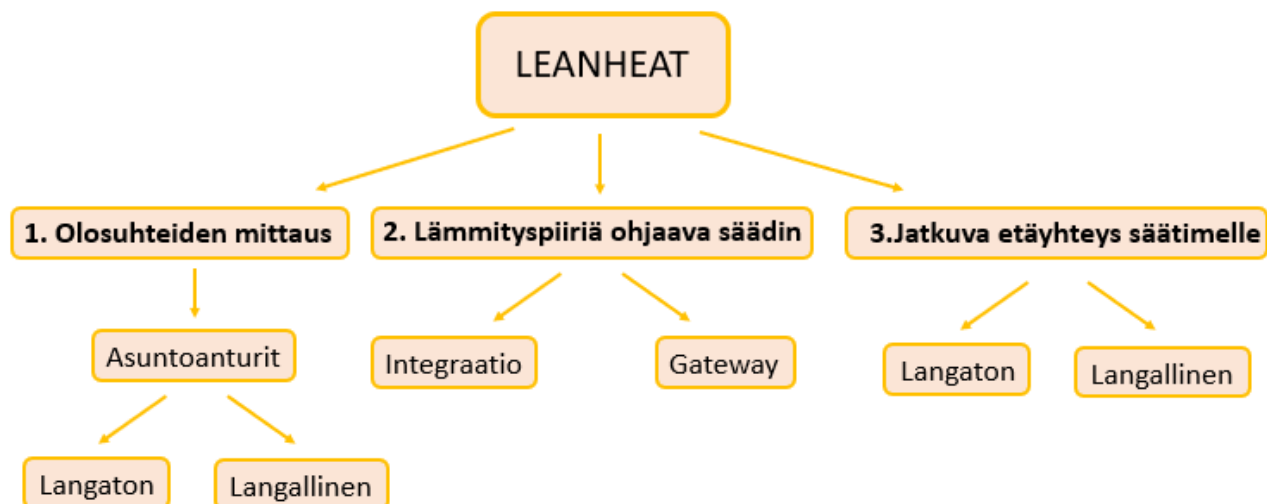 LEANHEAT
1. Olosuhteiden mittaus
2. Lämmityspiiriä ohjaava säädin
3.Jatkuva etäyhteys säätimelle
Asuntoanturit
Integraatio
Gateway
Langaton
Langallinen
Langaton
Langallinen